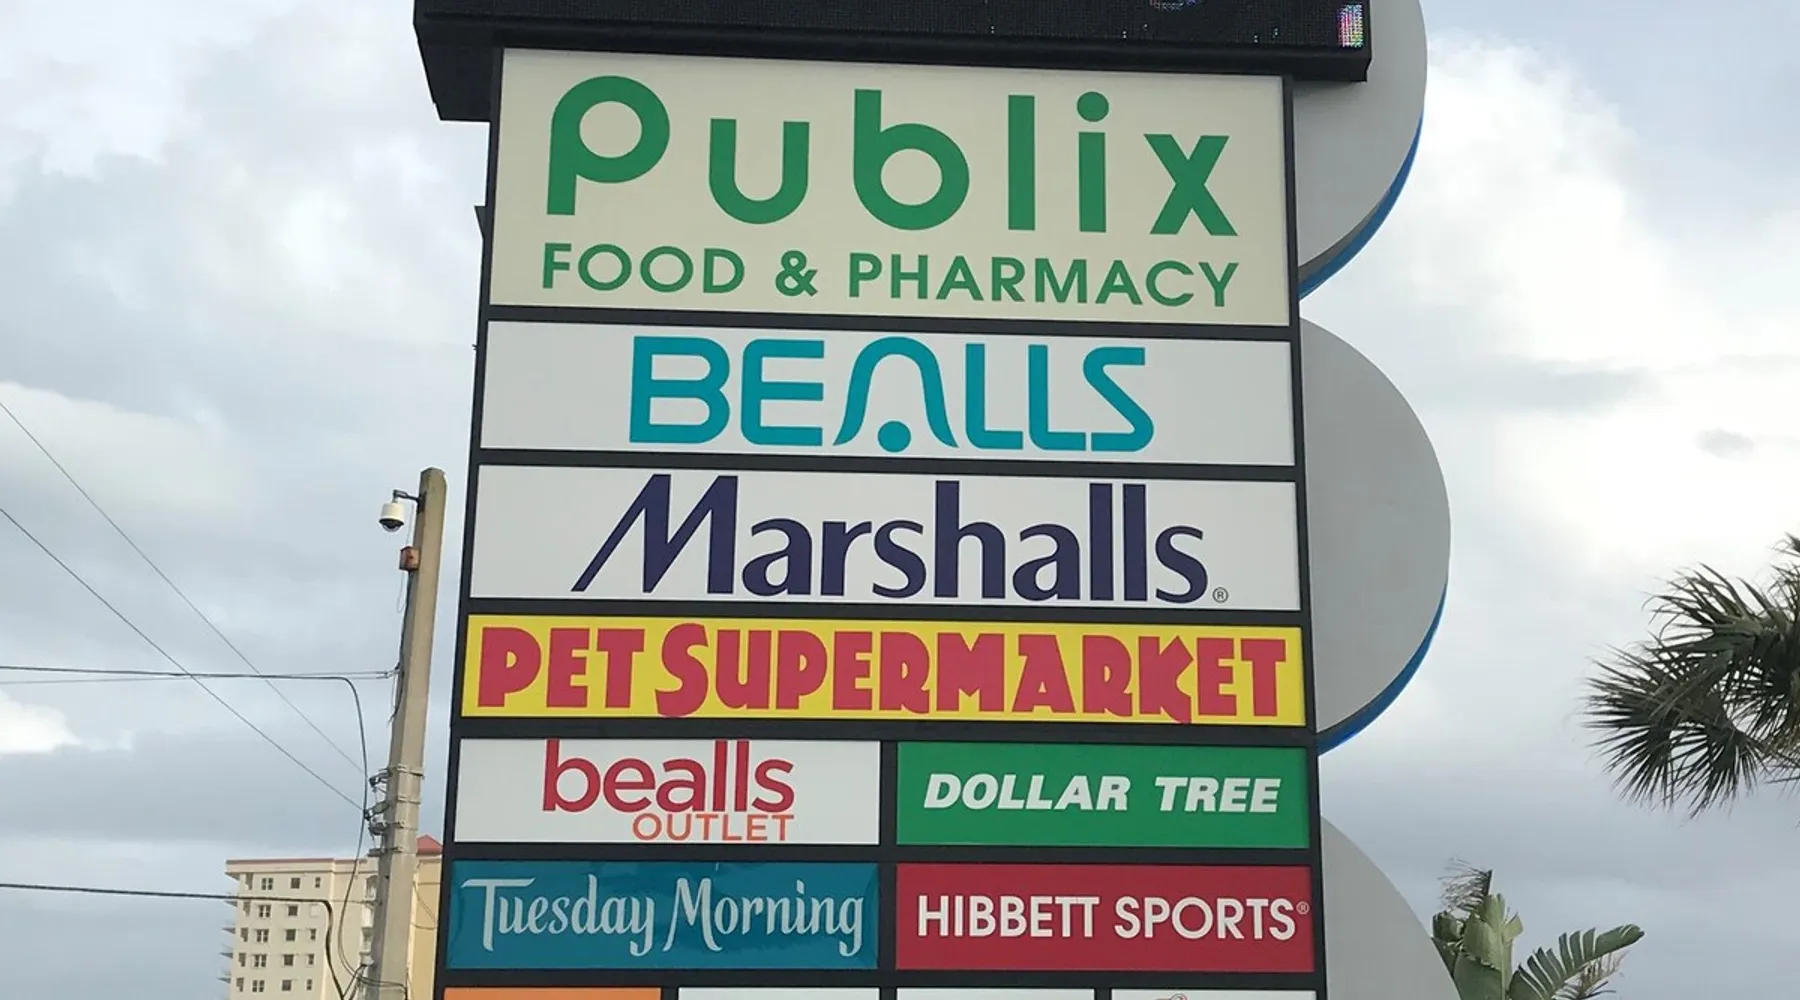 Publix
FOOD & PHARMACY
BEALLS
Marshalls®
PET SUPERMARKET
bealls
OUTLET
DOLLAR TREE
Tuesday Morning
HIBBETT SPORTS®